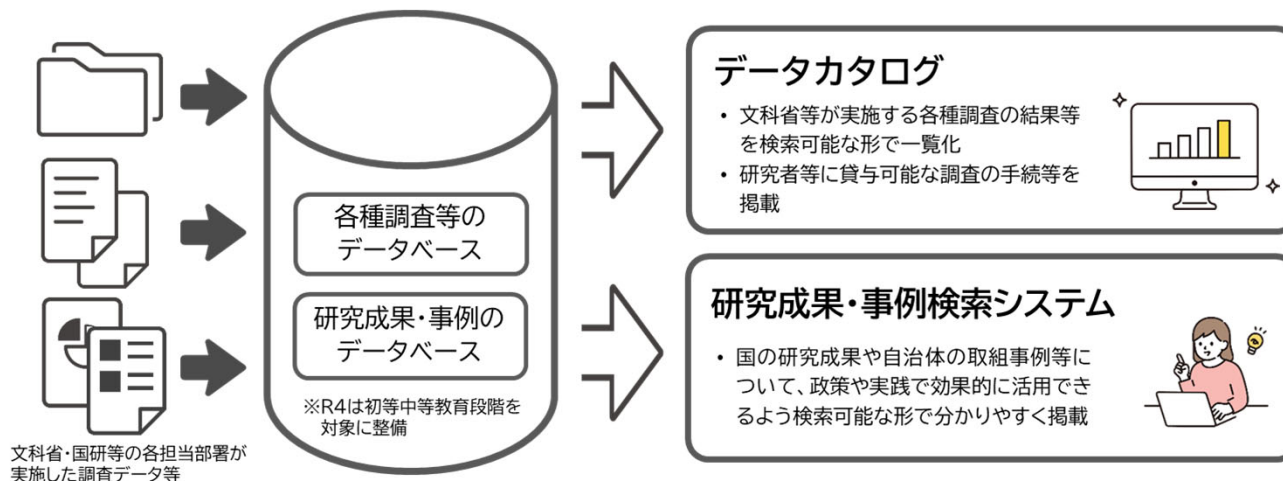 文科省・国研等の各担当部署が
実施した調査データ等
各種調査等の
データベース
研究成果・事例の
データベース
※R4は初等中等教育段階を
対象に整備
データカタログ
・文科省等が実施する各種調査の結果等
を検索可能な形で一覧化
・研究者等に貸与可能な調査の手続等を
掲載
研究成果・事例検索システム
・国の研究成果や自治体の取組事例等に
ついて、政策や実践で効果的に活用でき
るよう検索可能な形で分かりやすく掲載